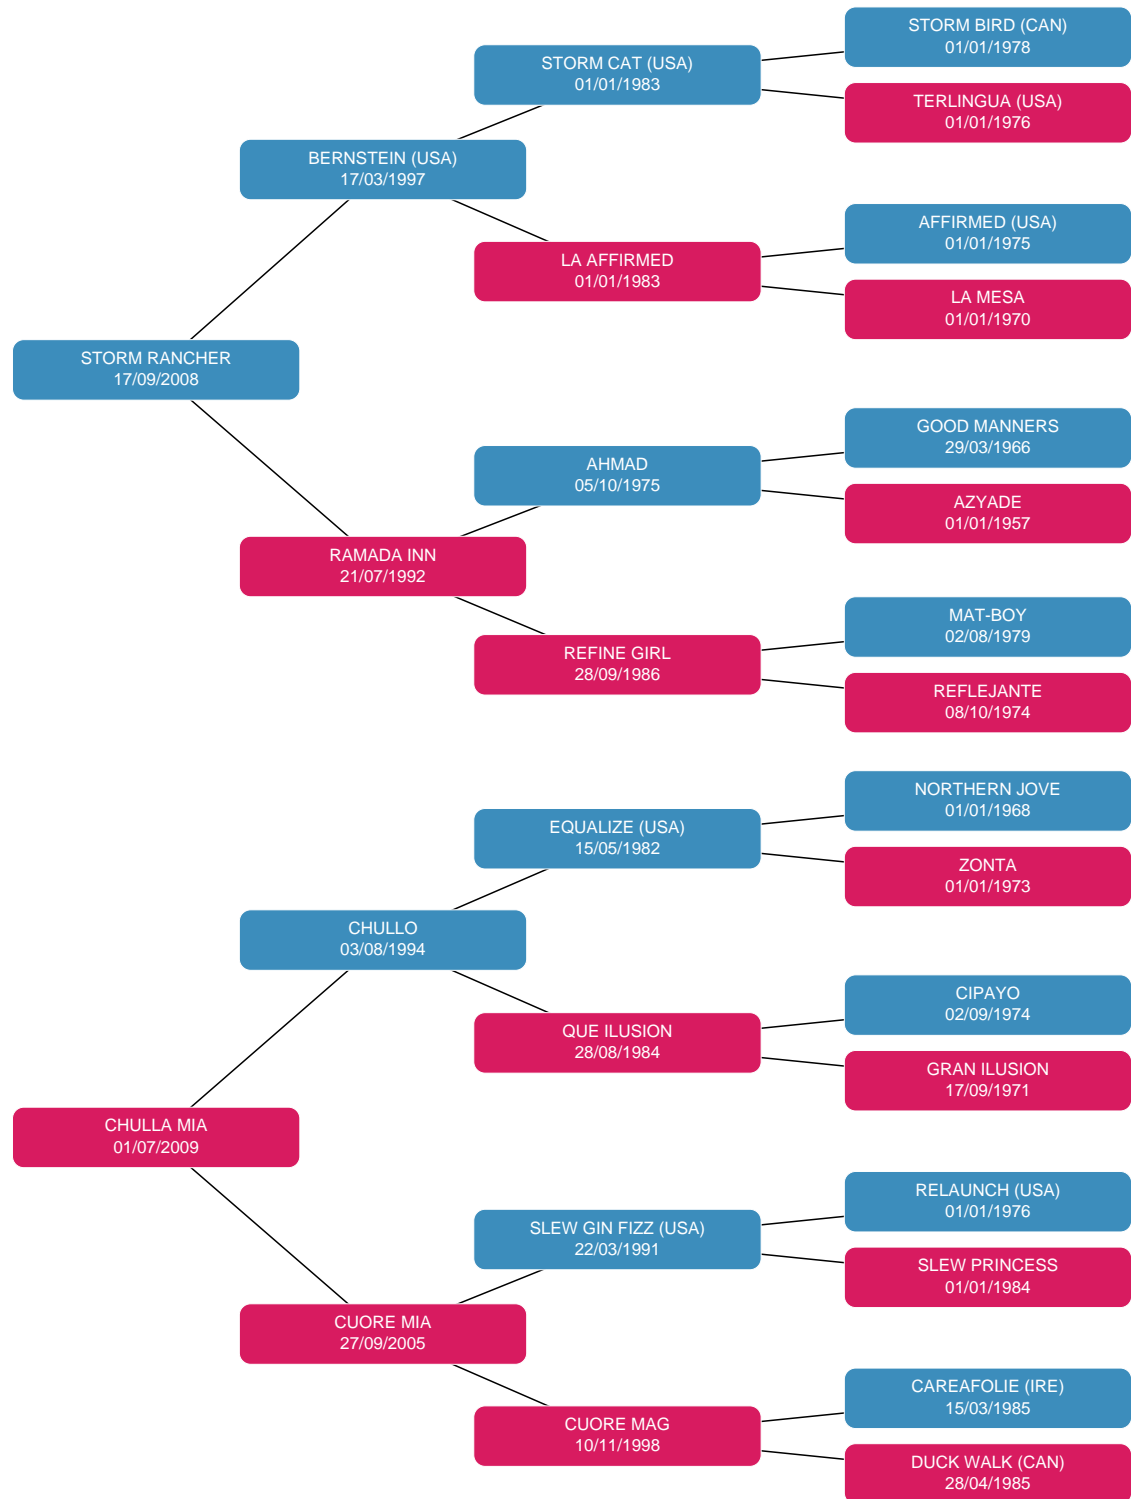 STORM BIRD (CAN)
01/01/1978
STORM CAT (USA)
01/01/1983
TERLINGUA (USA)
01/01/1976
BERNSTEIN (USA)
17/03/1997
AFFIRMED (USA)
01/01/1975
LA AFFIRMED
01/01/1983
LA MESA
01/01/1970
STORM RANCHER
17/09/2008
GOOD MANNERS
29/03/1966
AHMAD
05/10/1975
AZYADE
01/01/1957
RAMADA INN
21/07/1992
MAT-BOY
02/08/1979
REFINE GIRL
28/09/1986
REFLEJANTE
08/10/1974
NORTHERN JOVE
01/01/1968
EQUALIZE (USA)
15/05/1982
ZONTA
01/01/1973
CHULLO
03/08/1994
CIPAYO
02/09/1974
QUE ILUSION
28/08/1984
GRAN ILUSION
17/09/1971
CHULLA MIA
01/07/2009
RELAUNCH (USA)
01/01/1976
SLEW GIN FIZZ (USA)
22/03/1991
SLEW PRINCESS
01/01/1984
CUORE MIA
27/09/2005
CAREAFOLIE (IRE)
15/03/1985
CUORE MAG
10/11/1998
DUCK WALK (CAN)
28/04/1985